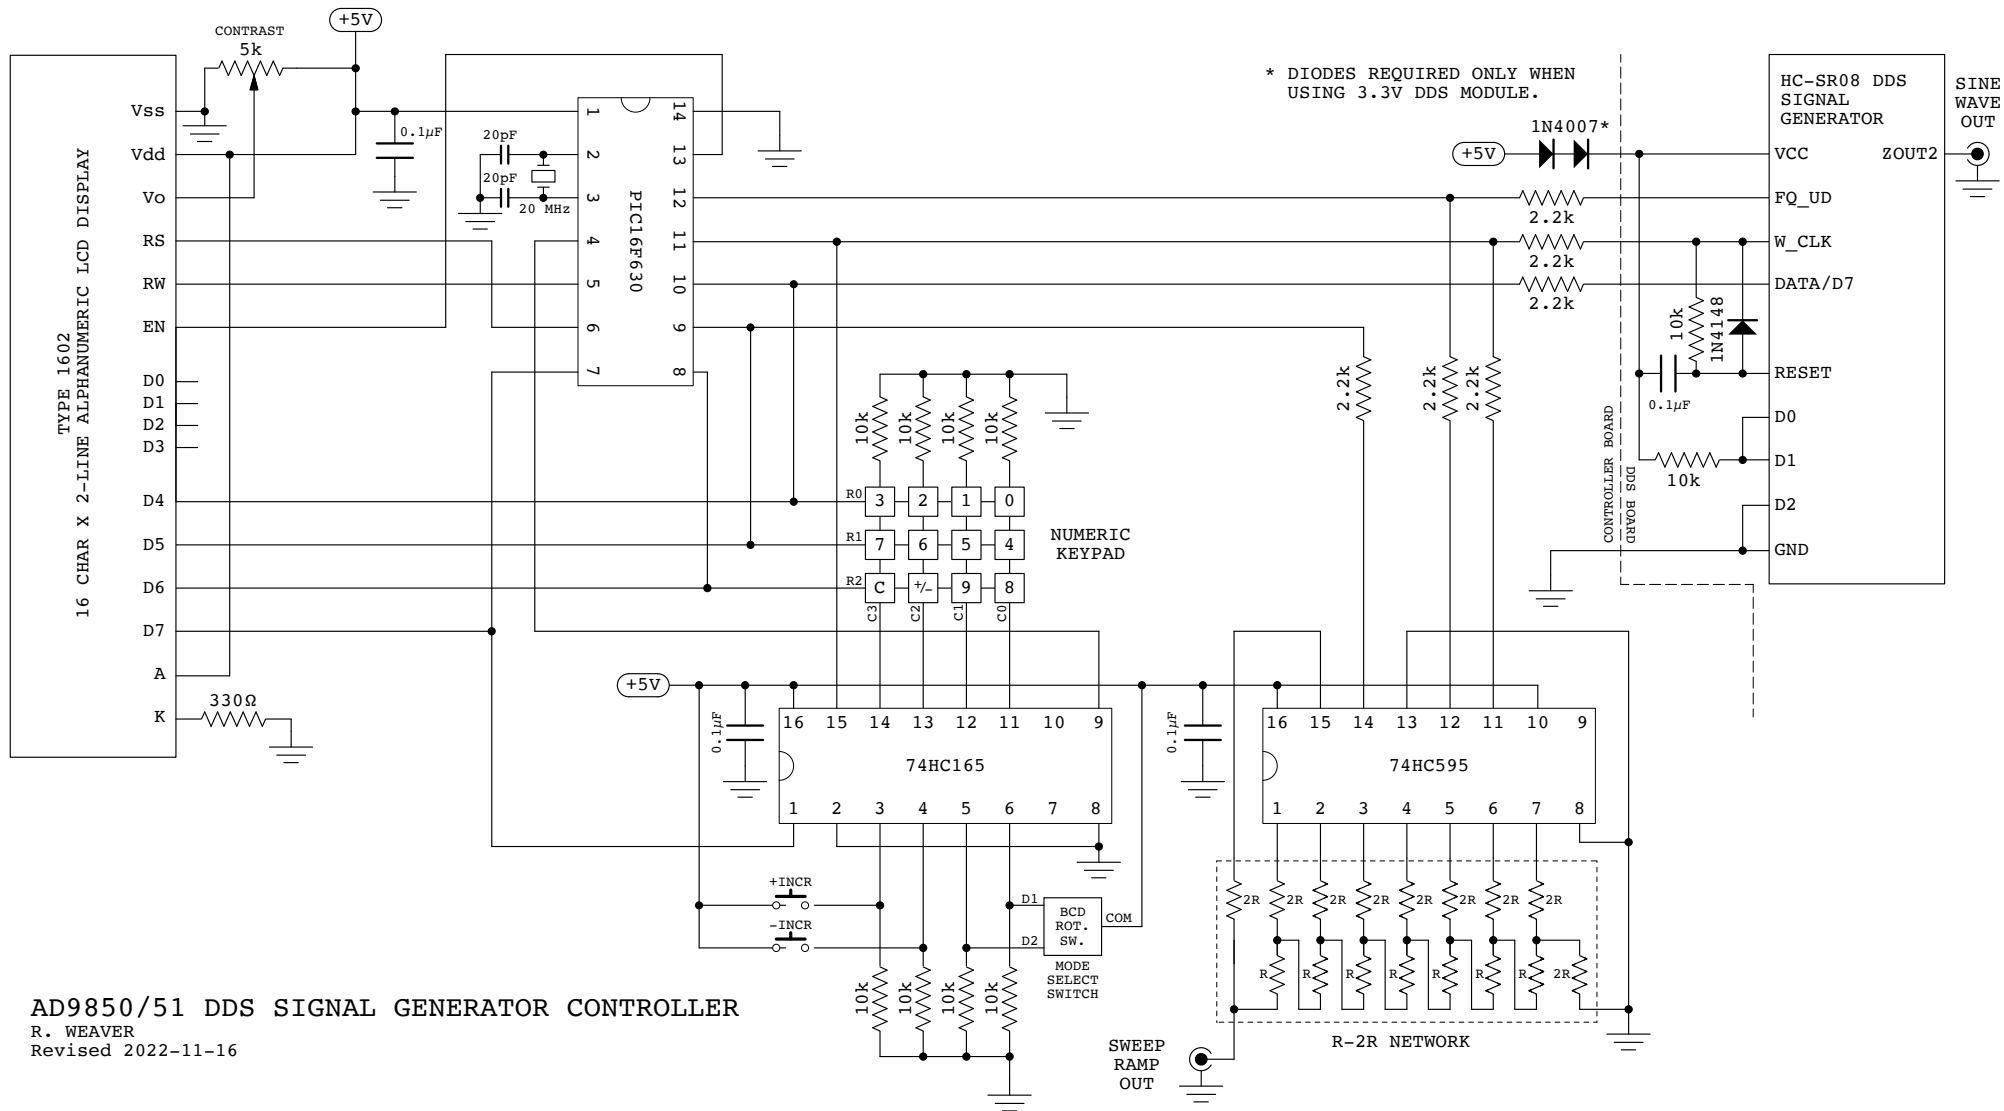 +5V
CONTRAST
5k
Vss
Vdd
Vo
RS
RW
EN
D0
D1
D2
D3
D4
D5
D6
D7
A
K
TYPE 1602
16 CHAR X 2-LINE ALPHANUMERIC LCD DISPLAY
330Ω
0.1µF
20pF
20pF
20 MHz
PIC16F630
1
2
3
4
5
6
7
14
13
12
11
10
9
8
* DIODES REQUIRED ONLY WHEN
USING 3.3V DDS MODULE.
+5V
1N4007*
2.2k
2.2k
2.2k
HC-SR08 DDS
SIGNAL
GENERATOR
VCC
ZOUT2
FQ_UD
W_CLK
DATA/D7
RESET
D0
D1
D2
GND
SINE
WAVE
OUT
10k
1N4148
0.1µF
10k
CONTROLLER BOARD
DDS BOARD
2.2k
2.2k
2.2k
10k
10k
10k
10k
R0
3
2
1
0
R1
7
6
5
4
R2
C
+/−
9
8
C3
C2
C1
C0
NUMERIC
KEYPAD
+5V
0.1µF
16 15 14 13 12 11 10 9
74HC165
1 2 3 4 5 6 7 8
0.1µF
16 15 14 13 12 11 10 9
74HC595
1 2 3 4 5 6 7 8
+INCR
-INCR
D1
D2
BCD
ROT.
SW.
COM
MODE
SELECT
SWITCH
10k
10k
10k
10k
2R
2R
2R
2R
2R
2R
2R
2R
R
R
R
R
R
R
R
2R
R-2R NETWORK
SWEEP
RAMP
OUT
AD9850/51 DDS SIGNAL GENERATOR CONTROLLER
R. WEAVER
Revised 2022-11-16